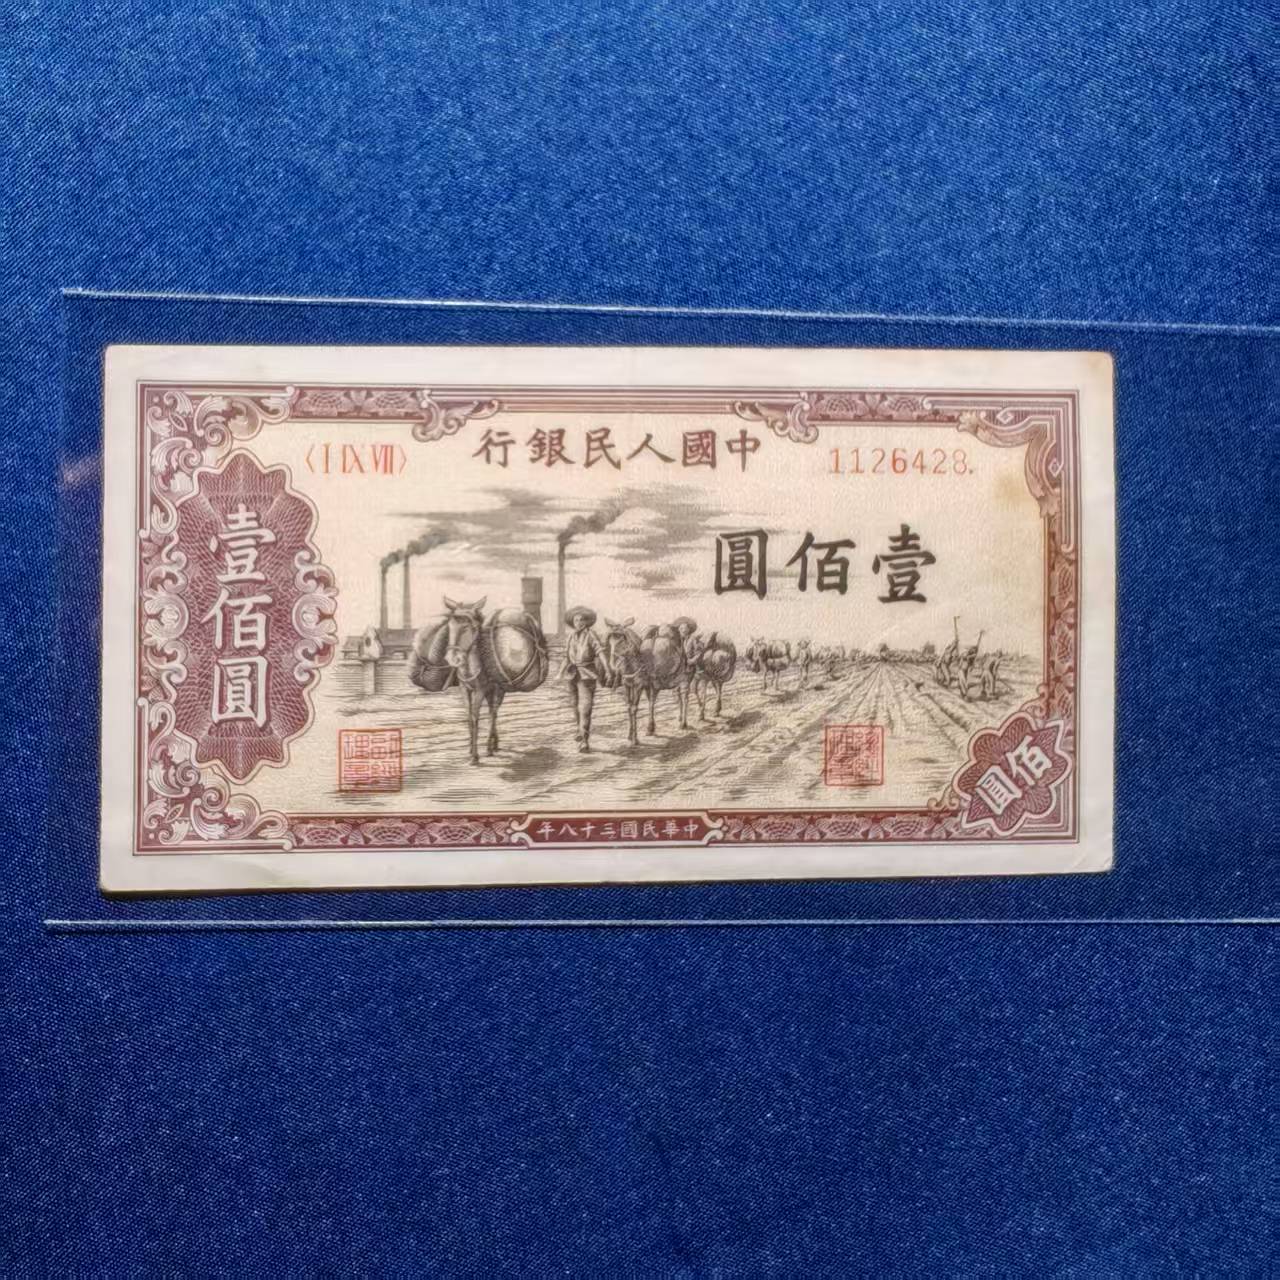 中國人民銀行
〈I IX VII〉
1126428.
壹佰圓
壹佰圓
佰圓
中華民國三十八年